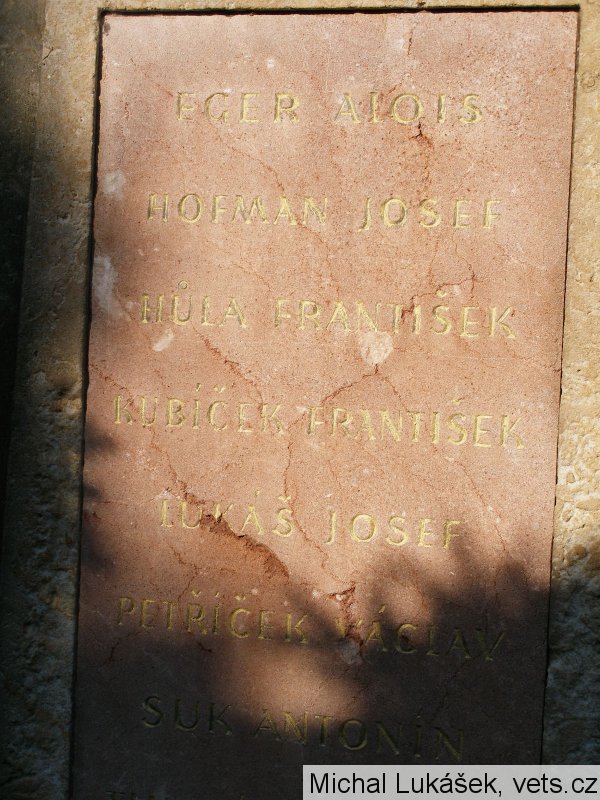 EGER ALOIS
HOFMAN JOSEF
HŮLA FRANTIŠEK
KUBÍČEK FRANTIŠEK
LUKÁŠ JOSEF
PETŘÍČEK VÁCLAV
SUK ANTONÍN
Michal Lukášek, vets.cz